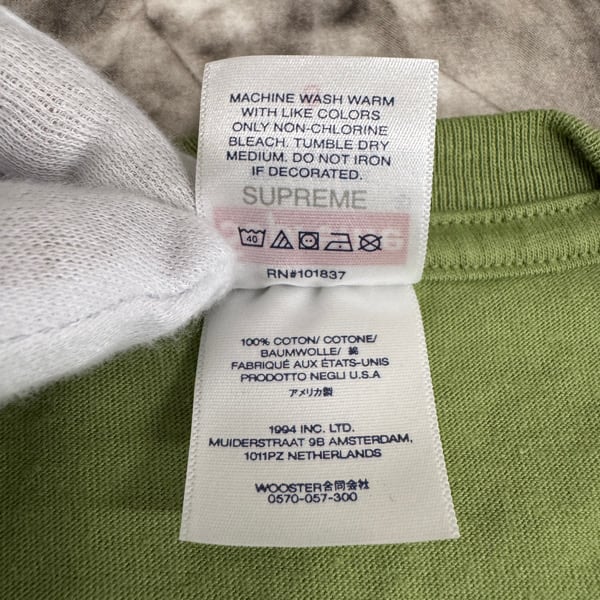 MACHINE WASH WARM
WITH LIKE COLORS
ONLY NON-CHLORINE
BLEACH. TUMBLE DRY
MEDIUM. DO NOT IRON
IF DECORATED.
SUPREME
40
RN#101837
100% COTON/ COTONE/
BAUMWOLLE/ 綿
FABRIQUÉ AUX ÉTATS-UNIS
PRODOTTO NEGLI U.S.A
アメリカ製
1994 INC. LTD.
MUIDERSTRAAT 9B AMSTERDAM,
1011PZ NETHERLANDS
WOOSTER合同会社
0570-057-300